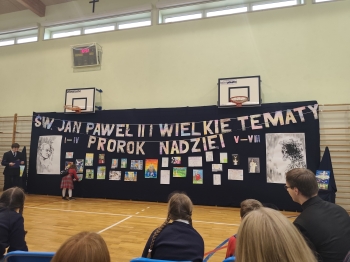 ŚW. JAN PAWEŁ II I WIELKIE TEMATY
I-IV PROROK NADZIEI V-VIII